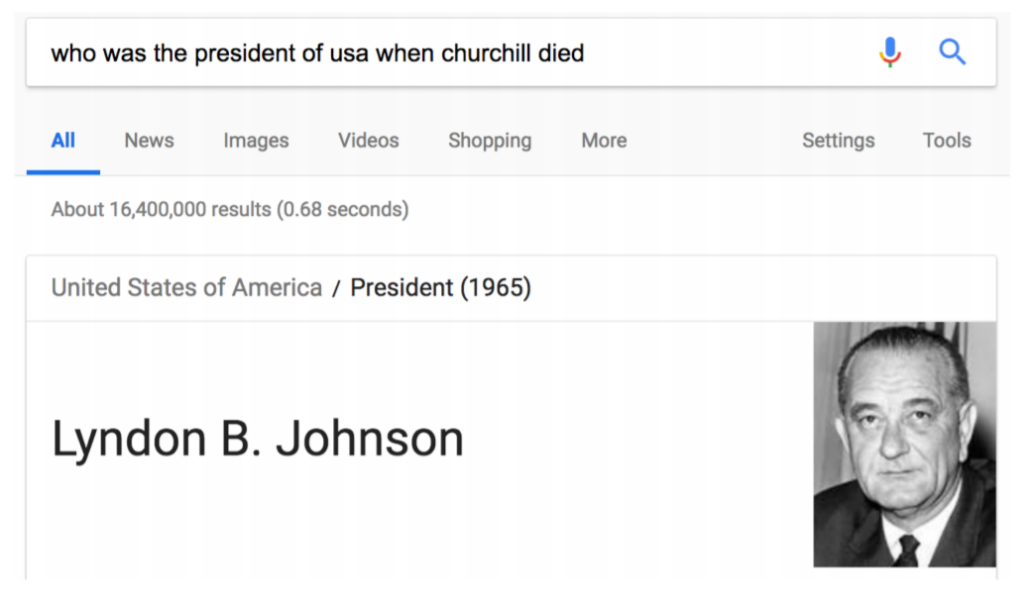 who was the president of usa when churchill died
All News Images Videos Shopping More Settings Tools
About 16,400,000 results (0.68 seconds)
United States of America / President (1965)
Lyndon B. Johnson